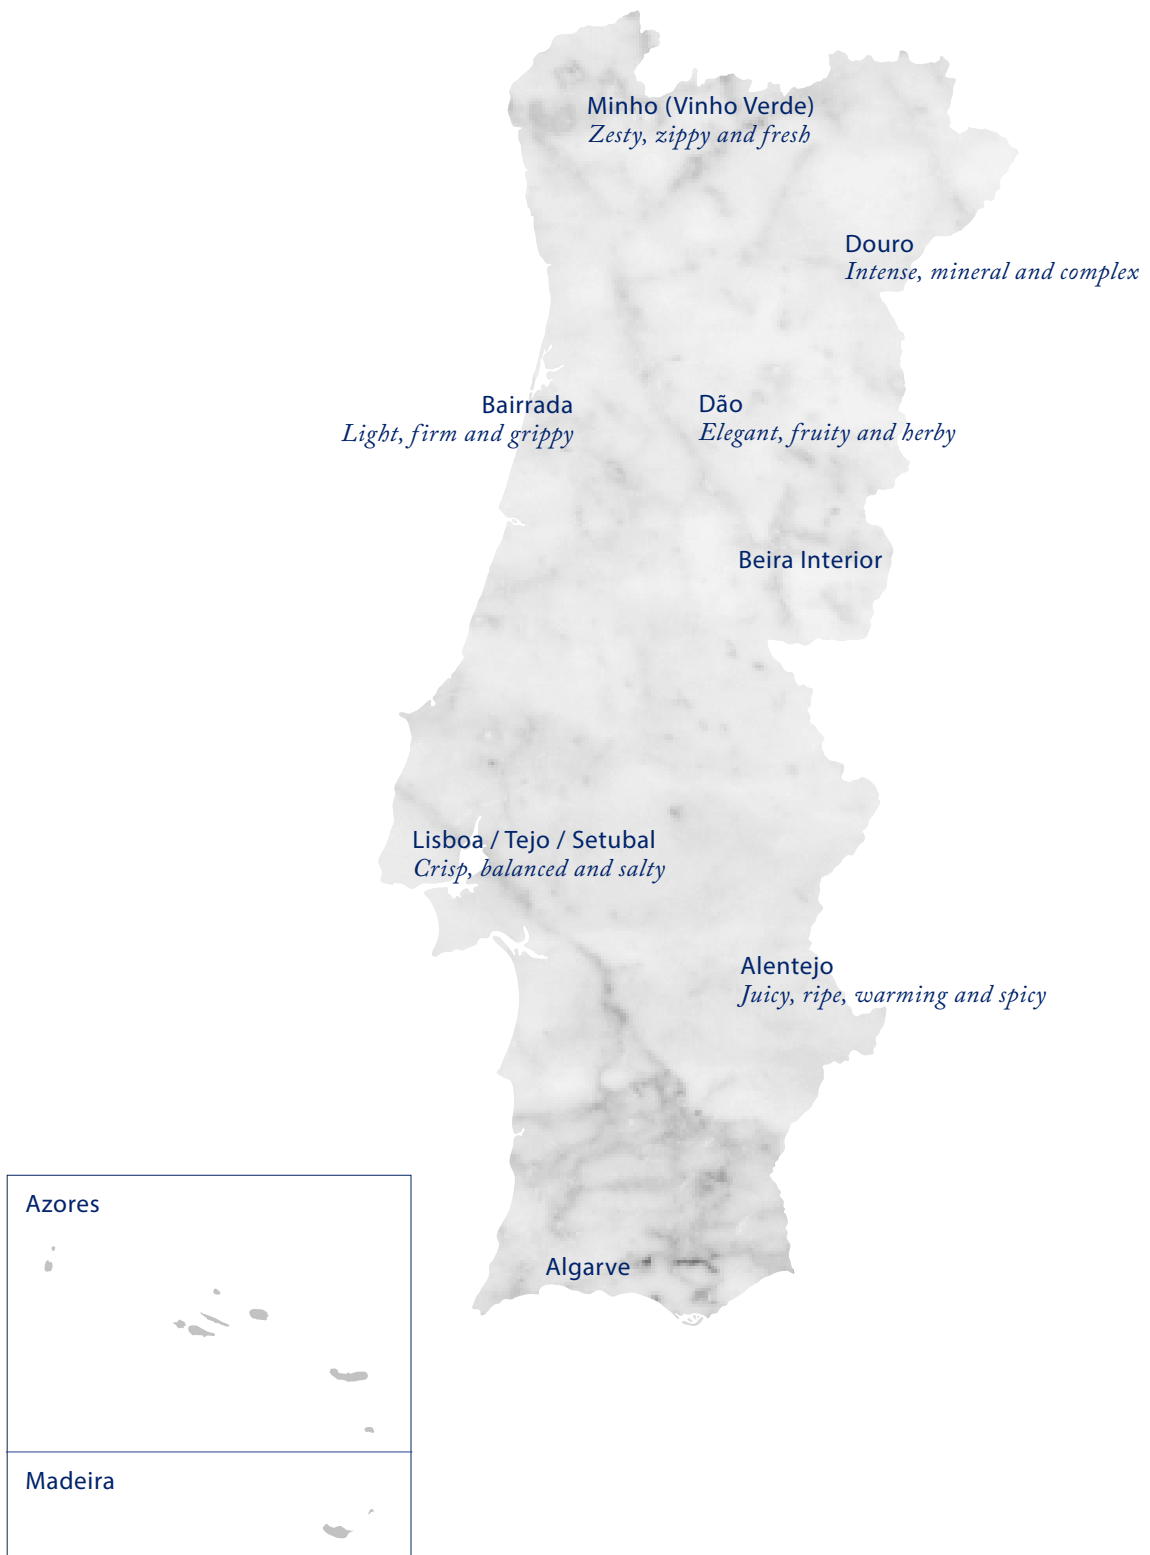 Minho (Vinho Verde)
Zesty, zippy and fresh
Douro
Intense, mineral and complex
Bairrada
Light, firm and grippy
Dão
Elegant, fruity and herby
Beira Interior
Lisboa / Tejo / Setubal
Crisp, balanced and salty
Alentejo
Juicy, ripe, warming and spicy
Algarve
Azores
Madeira